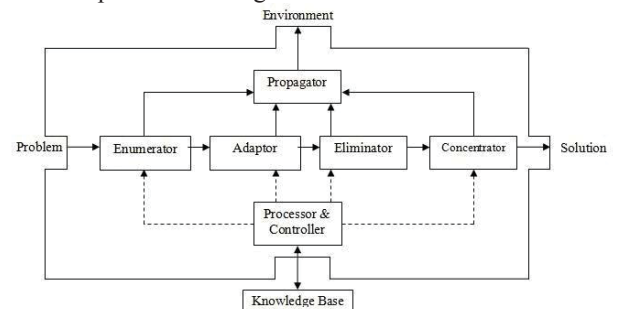 Environment
Propagator
Problem
Enumerator
Adaptor
Eliminator
Concentrator
Solution
Processor &
Controller
Knowledge Base